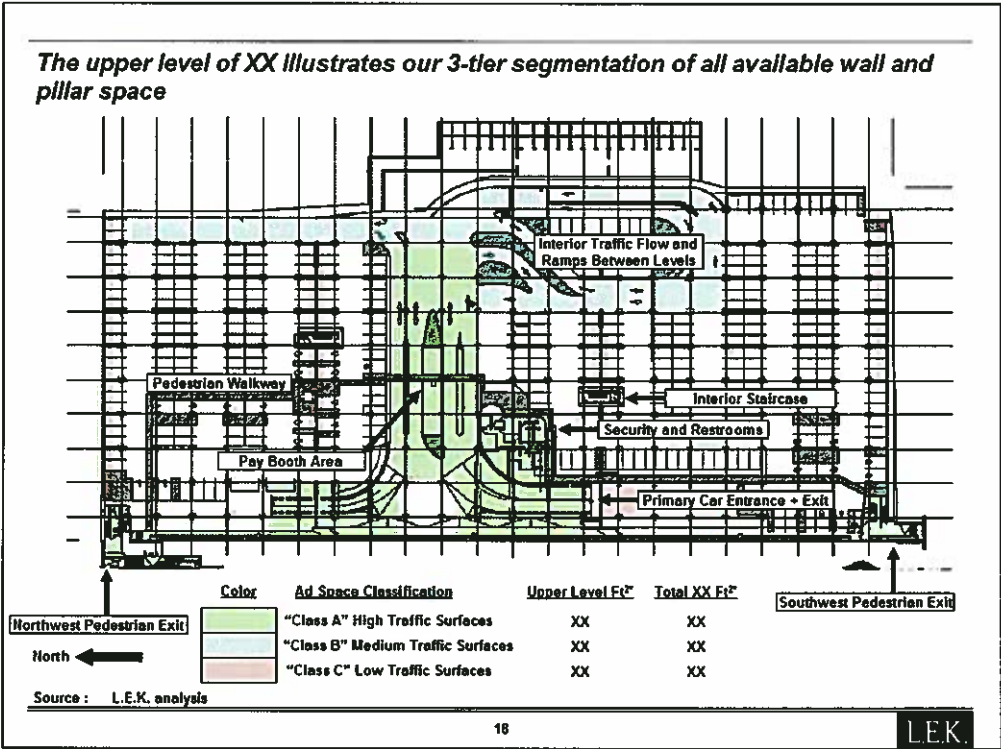 The upper level of XX illustrates our 3-tier segmentation of all available wall and
pillar space
Interior Traffic Flow and
Ramps Between Levels
Pedestrian Walkway
Interior Staircase
Security and Restrooms
Pay Booth Area
Primary Car Entrance + Exit
Color Ad Space Classification Upper Level Ft²" Total XX Ft²"
"Class A" High Traffic Surfaces XX XX
"Class B" Medium Traffic Surfaces XX XX
"Class C" Low Traffic Surfaces XX XX
Southwest Pedestrian Exit
Northwest Pedestrian Exit
North
Source : L.E.K. analysis
18
L.E.K.